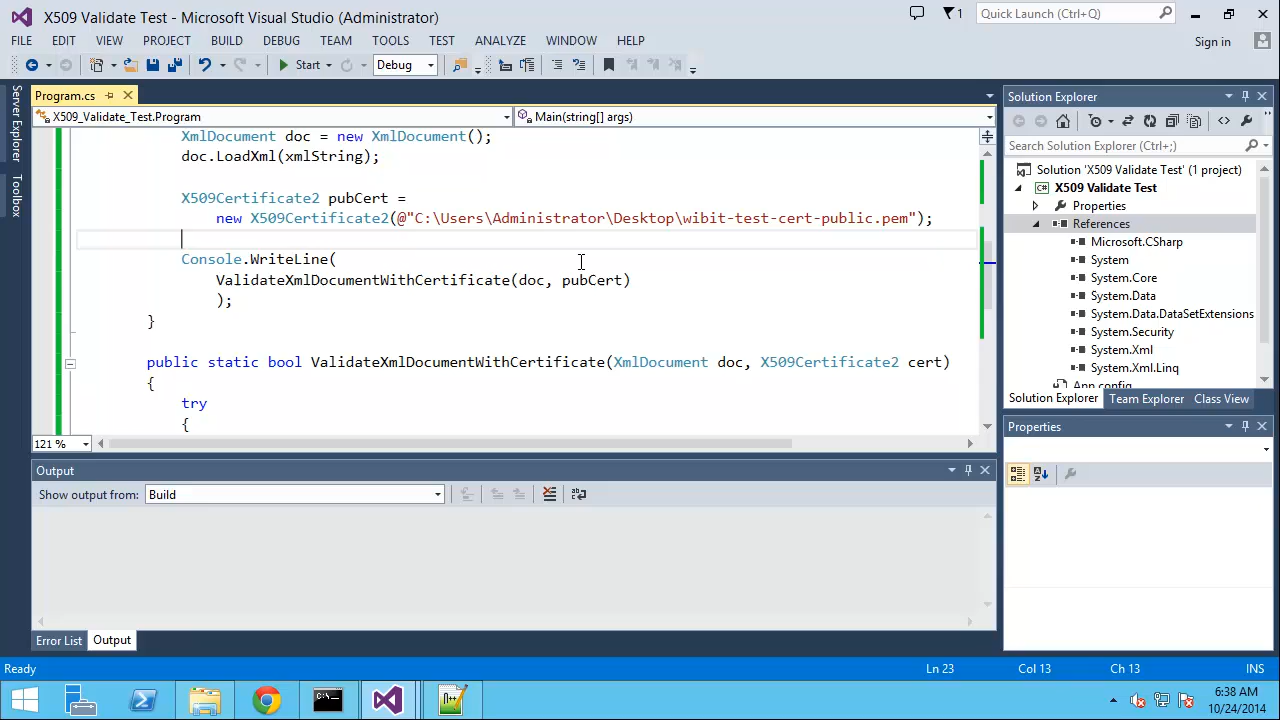 X509 Validate Test - Microsoft Visual Studio (Administrator)
1
Quick Launch (Ctrl+Q)
FILE EDIT VIEW PROJECT BUILD DEBUG TEAM TOOLS TEST ANALYZE WINDOW HELP
Sign in
Start
Debug
Server Explorer
Toolbox
Program.cs
X509_Validate_Test.Program
Main(string[] args)
XmlDocument doc = new XmlDocument();
doc.LoadXml(xmlString);
X509Certificate2 pubCert =
new X509Certificate2(@"C:\Users\Administrator\Desktop\wibit-test-cert-public.pem");
Console.WriteLine(
ValidateXmlDocumentWithCertificate(doc, pubCert)
);
}
public static bool ValidateXmlDocumentWithCertificate(XmlDocument doc, X509Certificate2 cert)
{
try
{
121 %
Output
Show output from:
Build
Error List
Output
Solution Explorer
Search Solution Explorer (Ctrl+;)
Solution 'X509 Validate Test' (1 project)
C# X509 Validate Test
Properties
References
Microsoft.CSharp
System
System.Core
System.Data
System.Data.DataSetExtensions
System.Security
System.Xml
System.Xml.Linq
App.config
Solution Explorer
Team Explorer
Class View
Properties
Ready
Ln 23
Col 13
Ch 13
INS
N++
6:38 AM
10/24/2014